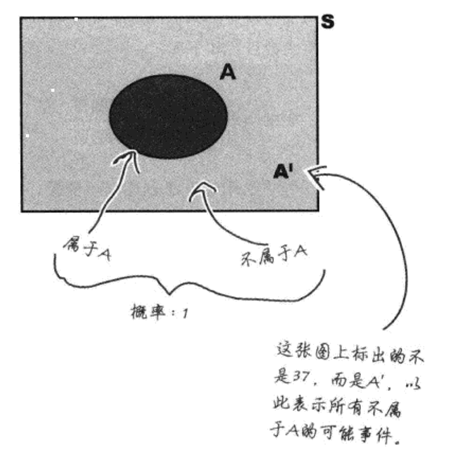 S
A
A'
属于A
不属于A
概率：1
这张图上标出的不
是37，而是A'，以
此表示所有不属
于A的可能事件。